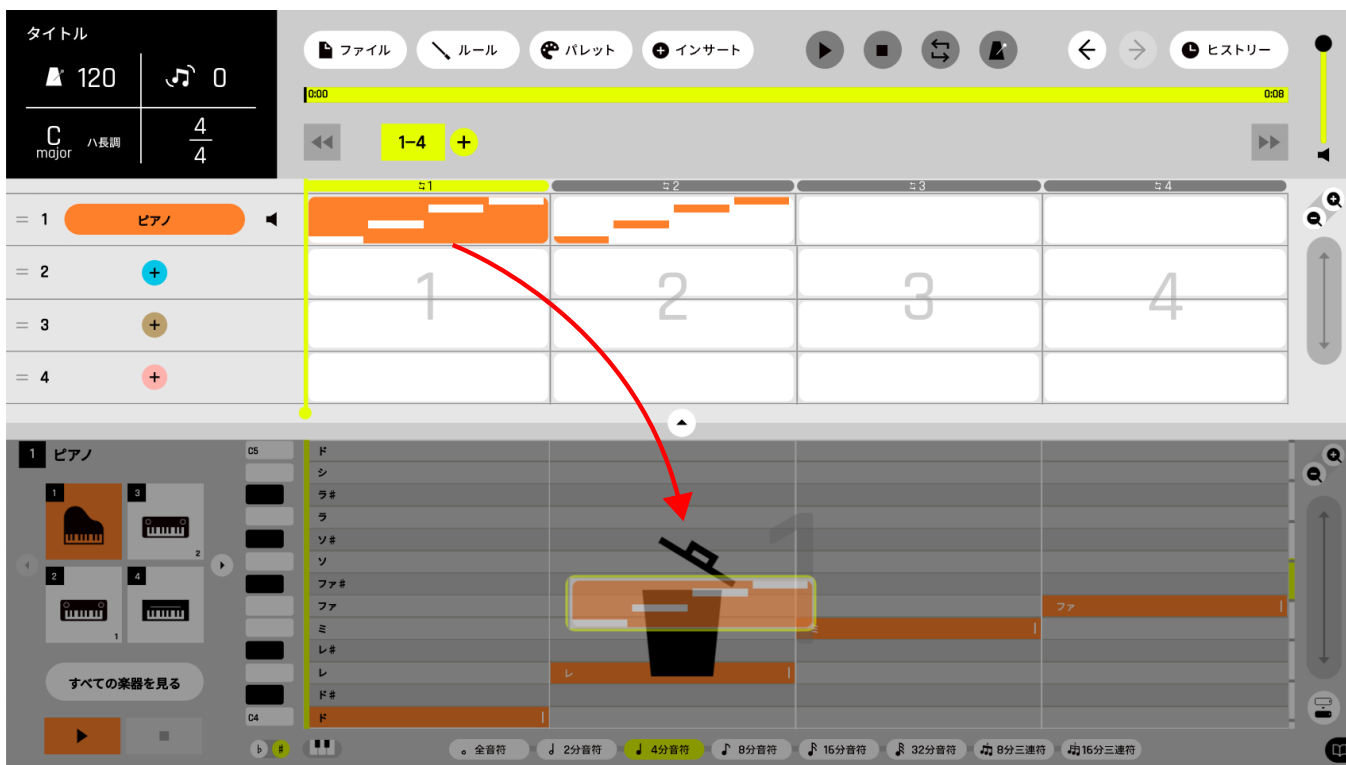 タイトル
ファイル ルール パレット インサート ヒストリー
120 0
0:00 0:08
C major ハ長調 4 4
1-4 +
1 2 3 4
1 ピアノ
2 +
3 +
4 +
1 2 3 4
1 ピアノ
C5 ド
シ
ラ#
ラ
ソ#
ソ
ファ#
ファ ファ
ミ ミ
レ#
レ レ
ド#
C4 ド ド
1
1 3
2
2 4
1
すべての楽器を見る
♭ #
全音符 2分音符 4分音符 8分音符 16分音符 32分音符 8分三連符 16分三連符